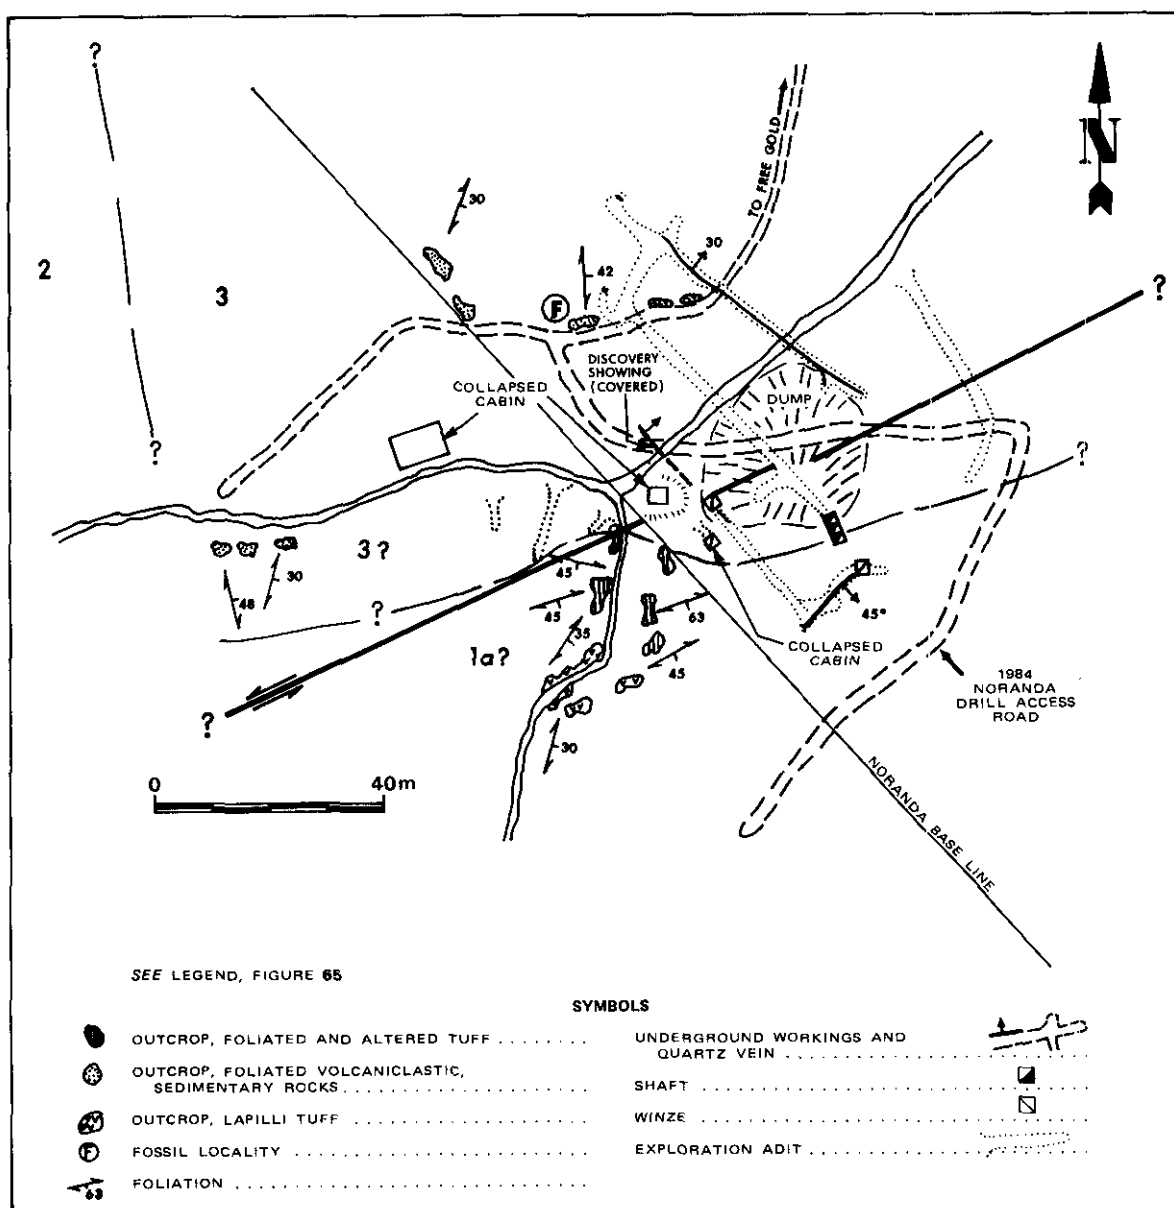 ?
N
TO FREE GOLD
30
30
2
42
3
F
?
DISCOVERY
SHOWING
(COVERED)
COLLAPSED
CABIN
DUMP
?
?
3?
30
45
48
45
?
63
45°
35
1a?
COLLAPSED
CABIN
45
1984
NORANDA
DRILL ACCESS
ROAD
?
30
0 40m
NORANDA BASE LINE
SEE LEGEND, FIGURE 65
SYMBOLS
OUTCROP, FOLIATED AND ALTERED TUFF ........
OUTCROP, FOLIATED VOLCANICLASTIC,
SEDIMENTARY ROCKS ........
OUTCROP, LAPILLI TUFF ........
F FOSSIL LOCALITY ........
63 FOLIATION ........
UNDERGROUND WORKINGS AND
QUARTZ VEIN ........
SHAFT ........
WINZE ........
EXPLORATION ADIT ........